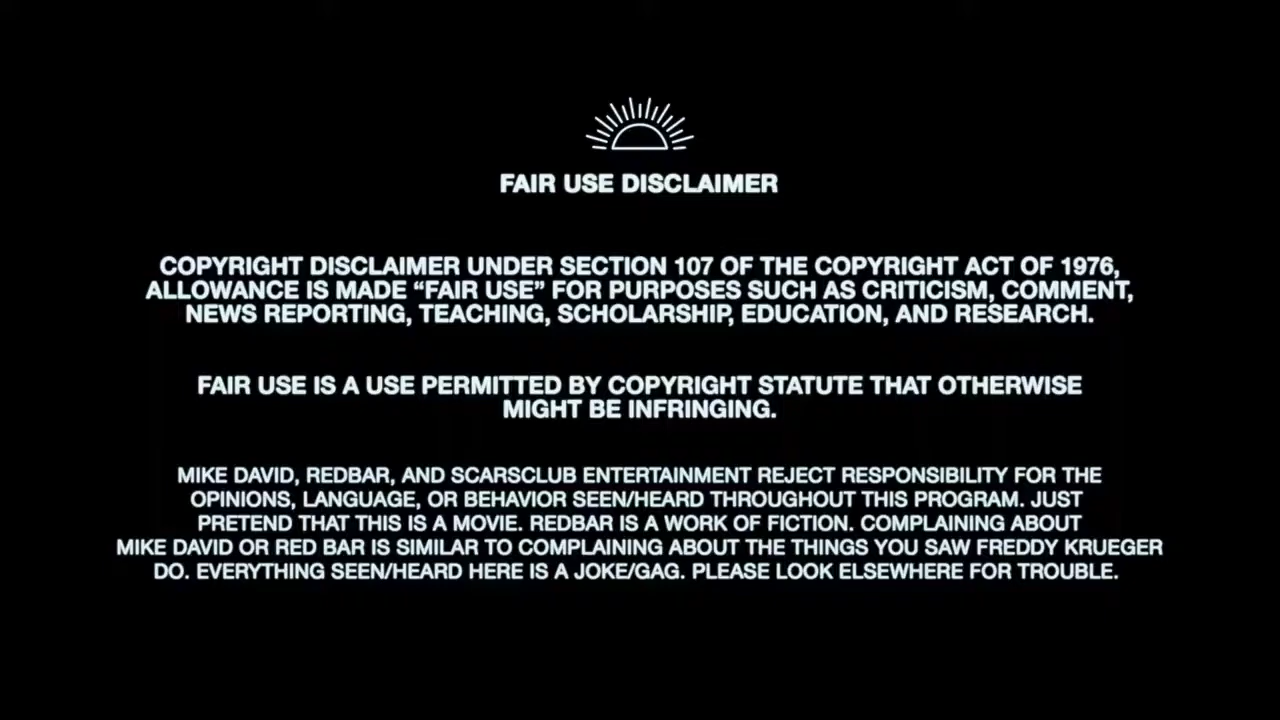 FAIR USE DISCLAIMER
COPYRIGHT DISCLAIMER UNDER SECTION 107 OF THE COPYRIGHT ACT OF 1976,
ALLOWANCE IS MADE “FAIR USE” FOR PURPOSES SUCH AS CRITICISM, COMMENT,
NEWS REPORTING, TEACHING, SCHOLARSHIP, EDUCATION, AND RESEARCH.
FAIR USE IS A USE PERMITTED BY COPYRIGHT STATUTE THAT OTHERWISE
MIGHT BE INFRINGING.
MIKE DAVID, REDBAR, AND SCARSCLUB ENTERTAINMENT REJECT RESPONSIBILITY FOR THE
OPINIONS, LANGUAGE, OR BEHAVIOR SEEN/HEARD THROUGHOUT THIS PROGRAM. JUST
PRETEND THAT THIS IS A MOVIE. REDBAR IS A WORK OF FICTION. COMPLAINING ABOUT
MIKE DAVID OR RED BAR IS SIMILAR TO COMPLAINING ABOUT THE THINGS YOU SAW FREDDY KRUEGER
DO. EVERYTHING SEEN/HEARD HERE IS A JOKE/GAG. PLEASE LOOK ELSEWHERE FOR TROUBLE.